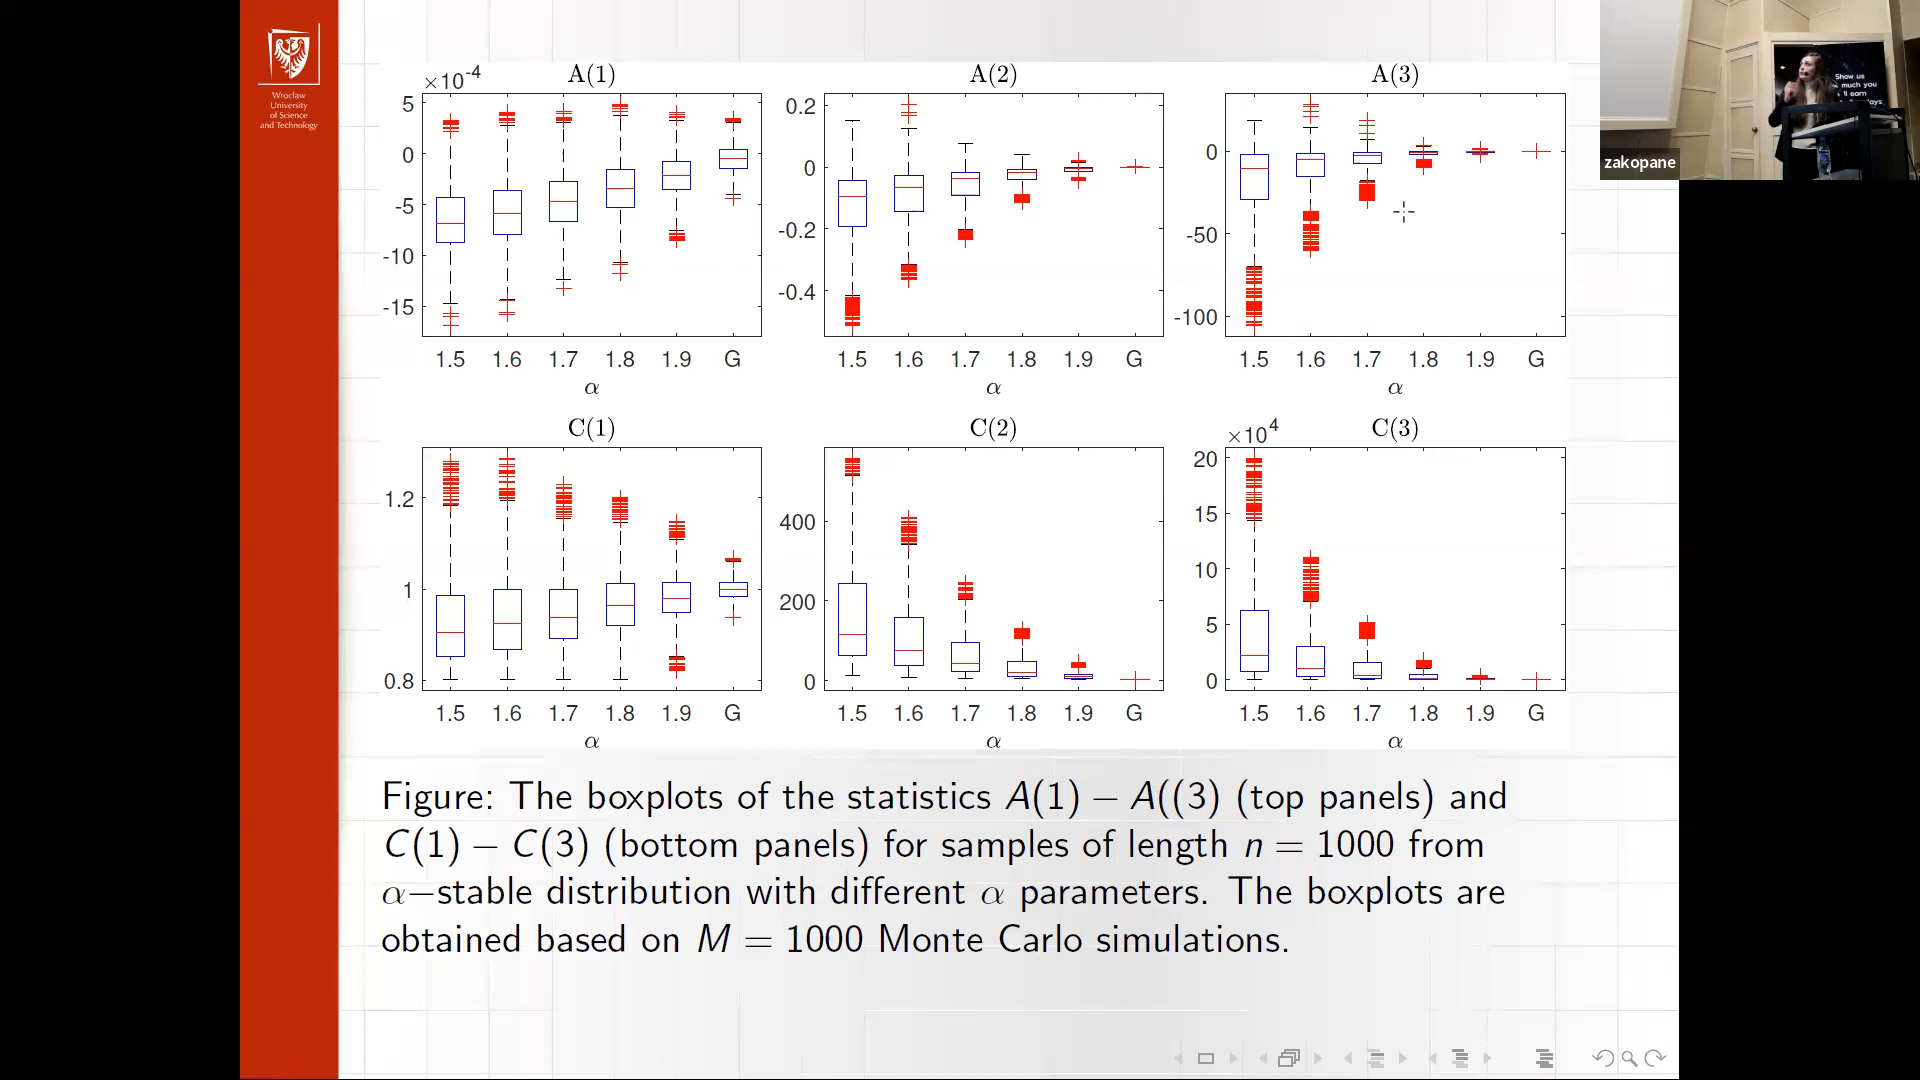 Wrocław
University
of Science
and Technology
×10⁻⁴
A(1)
A(2)
A(3)
5
0
-5
-10
-15
1.5 1.6 1.7 1.8 1.9 G
α
0.2
0
-0.2
-0.4
1.5 1.6 1.7 1.8 1.9 G
α
0
-50
-100
1.5 1.6 1.7 1.8 1.9 G
α
C(1)
C(2)
×10⁴
C(3)
1.2
1
0.8
1.5 1.6 1.7 1.8 1.9 G
α
400
200
0
1.5 1.6 1.7 1.8 1.9 G
α
20
15
10
5
0
1.5 1.6 1.7 1.8 1.9 G
α
Figure: The boxplots of the statistics A(1) − A((3) (top panels) and
C(1) − C(3) (bottom panels) for samples of length n = 1000 from
α−stable distribution with different α parameters. The boxplots are
obtained based on M = 1000 Monte Carlo simulations.
zakopane
Show us
much you
earn